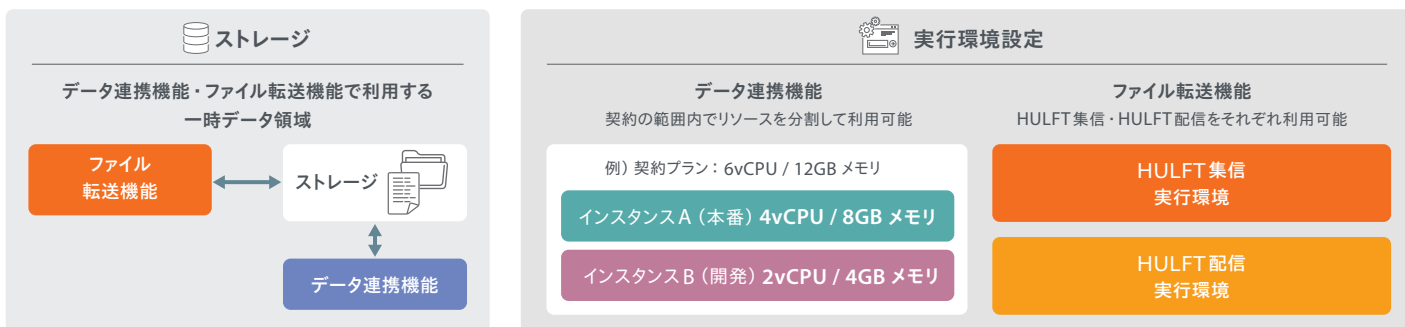 ストレージ
データ連携機能・ファイル転送機能で利用する
一時データ領域
ファイル
転送機能
ストレージ
データ連携機能
実行環境設定
データ連携機能
契約の範囲内でリソースを分割して利用可能
例）契約プラン：6vCPU / 12GB メモリ
インスタンスA（本番）4vCPU / 8GB メモリ
インスタンスB（開発）2vCPU / 4GB メモリ
ファイル転送機能
HULFT集信・HULFT配信をそれぞれ利用可能
HULFT集信
実行環境
HULFT配信
実行環境